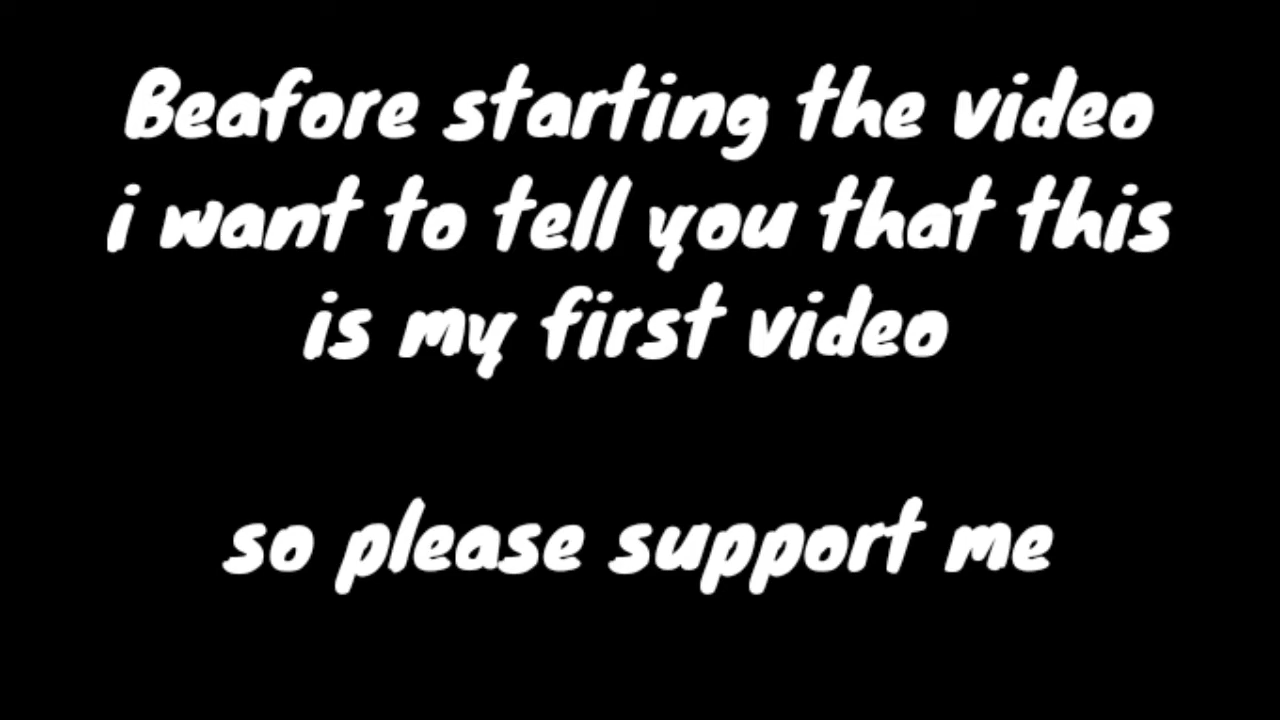 Beafore starting the video
i want to tell you that this
is my first video
so please support me